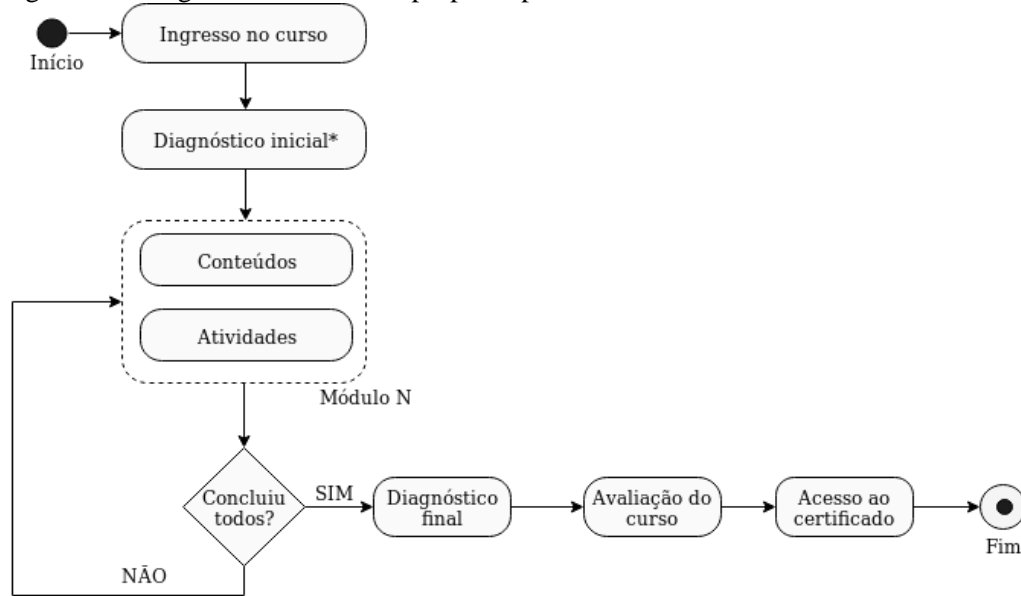 Ingresso no curso
Início
Diagnóstico inicial*
Conteúdos
Atividades
Módulo N
Concluiu
todos?
SIM
Diagnóstico
final
Avaliação do
curso
Acesso ao
certificado
Fim
NÃO